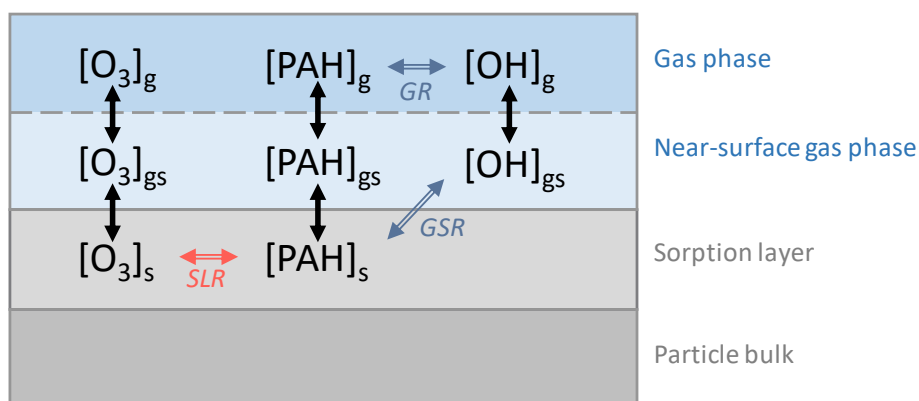 [O₃]g [PAH]g GR [OH]g Gas phase
[O₃]gs [PAH]gs [OH]gs Near-surface gas phase
GSR
[O₃]s SLR [PAH]s Sorption layer
Particle bulk